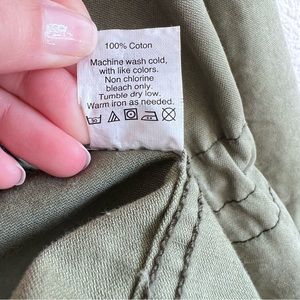 100% Coton
Machine wash cold,
with like colors.
Non chlorine
bleach only.
Tumble dry low.
Warm iron as needed.